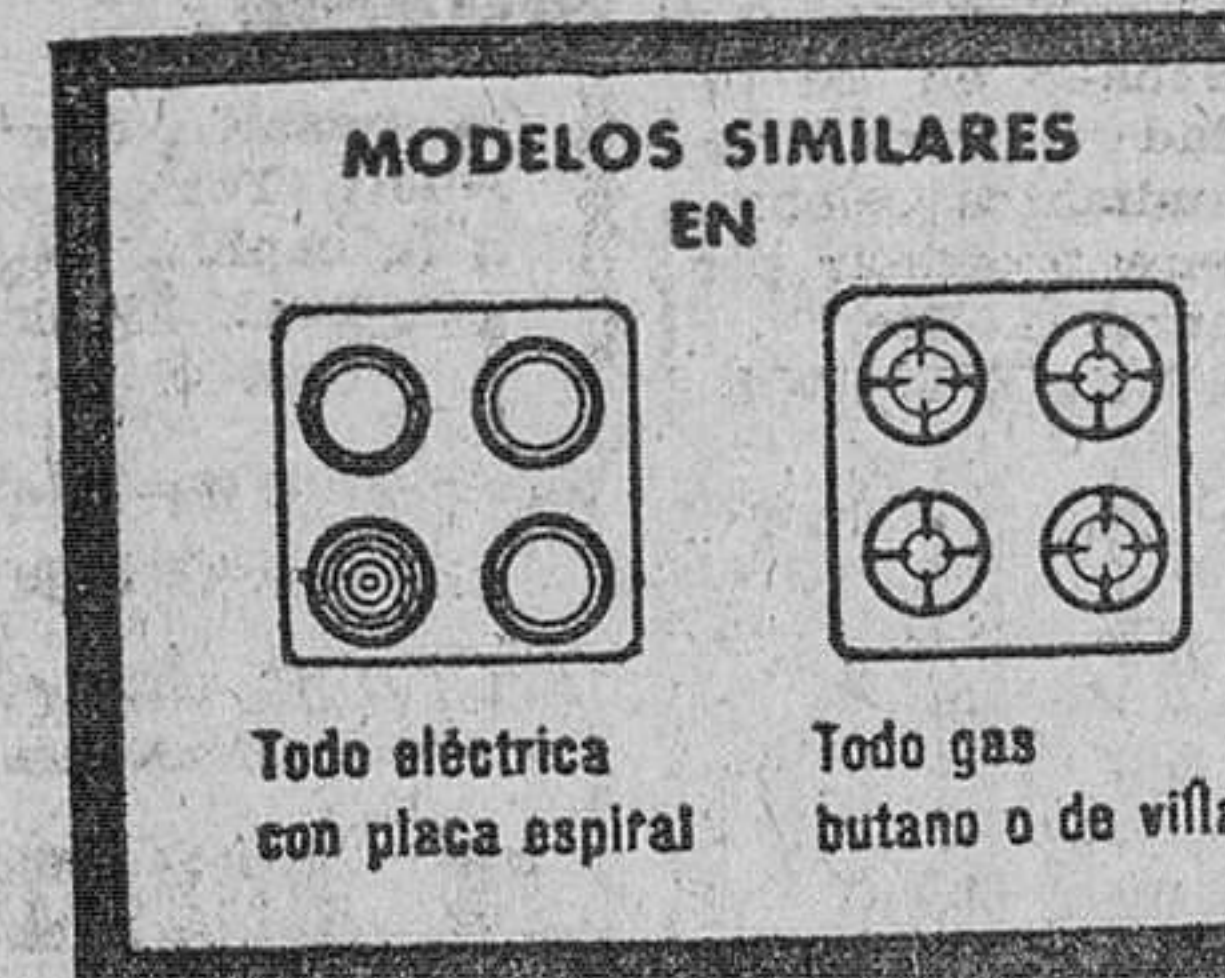 MODELOS SIMILARES
EN
Todo eléctrica
con placa espiral
Todo gas
butano o de